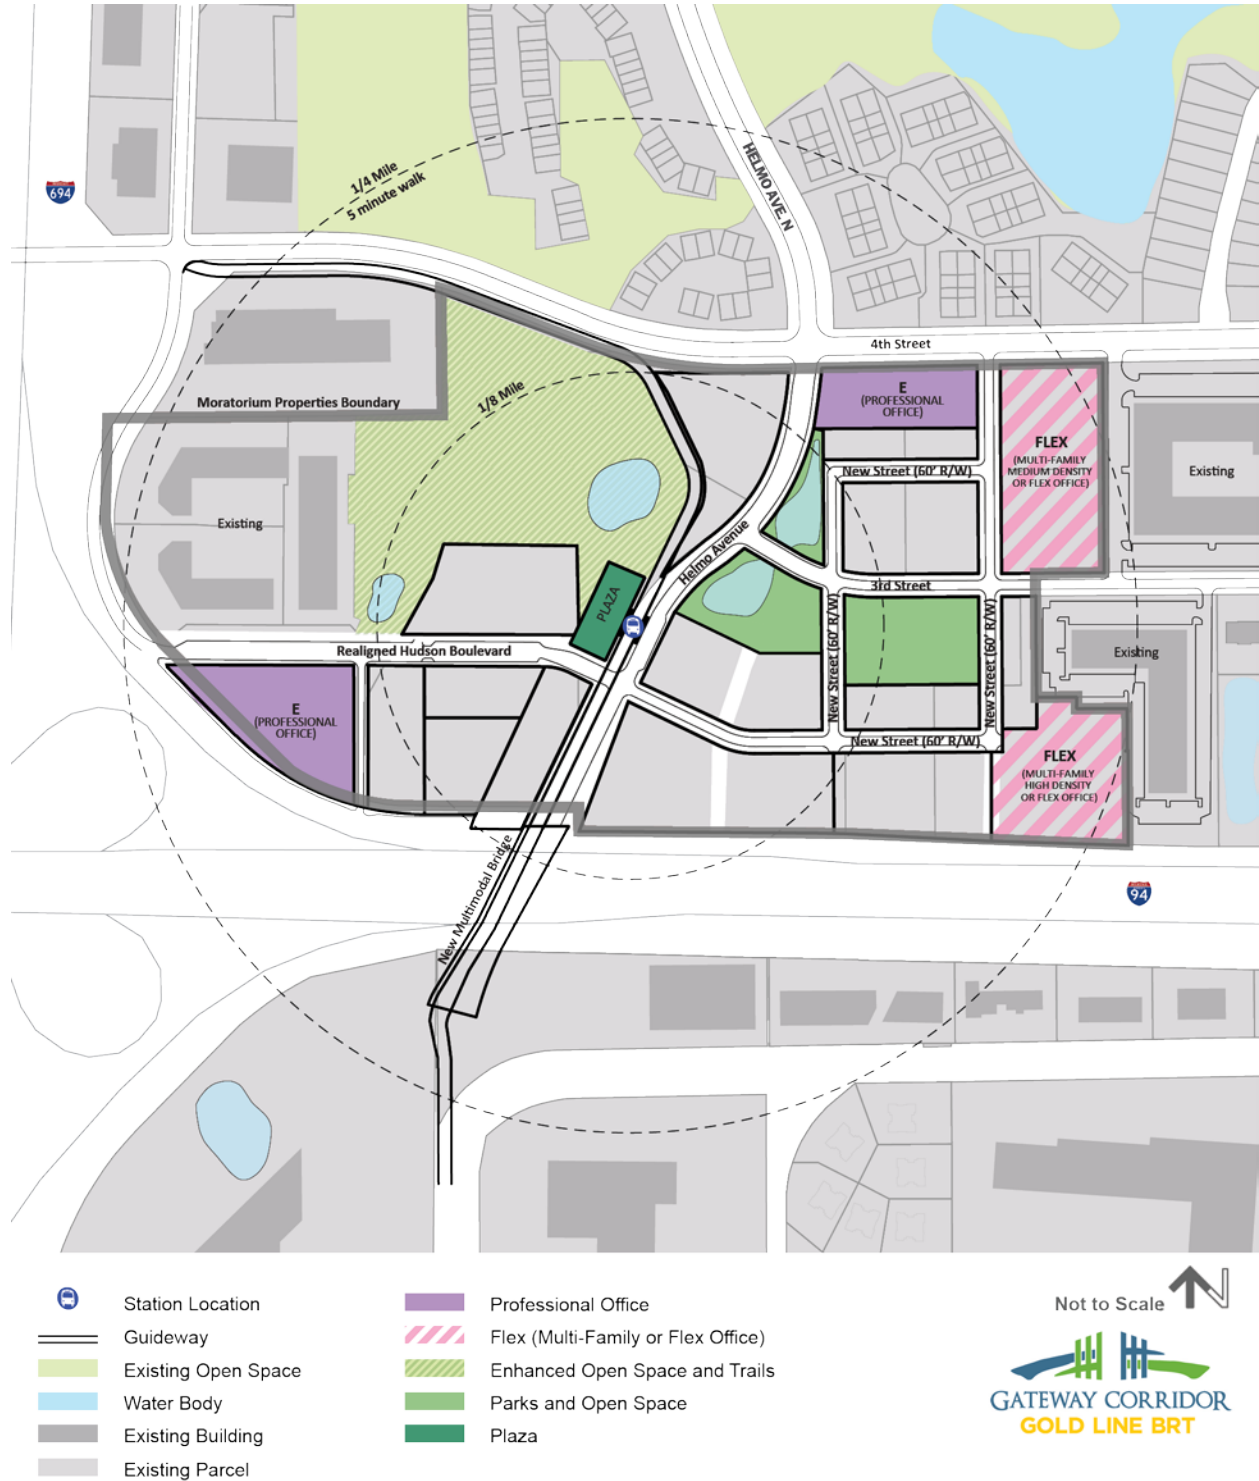 694
1/4 Mile
5 minute walk
HELMO AVE. N
4th Street
Moratorium Properties Boundary
1/8 Mile
E
(PROFESSIONAL
OFFICE)
FLEX
(MULTI-FAMILY
MEDIUM DENSITY
OR FLEX OFFICE)
Existing
New Street (60' R/W)
Existing
Helmo Avenue
3rd Street
PLAZA
New Street (60' R/W)
New Street (60' R/W)
Existing
Realigned Hudson Boulevard
E
(PROFESSIONAL
OFFICE)
New Street (60' R/W)
FLEX
(MULTI-FAMILY
HIGH DENSITY
OR FLEX OFFICE)
New Multimodal Bridge
94
Station Location
Guideway
Existing Open Space
Water Body
Existing Building
Existing Parcel
Professional Office
Flex (Multi-Family or Flex Office)
Enhanced Open Space and Trails
Parks and Open Space
Plaza
Not to Scale
N
GATEWAY CORRIDOR
GOLD LINE BRT